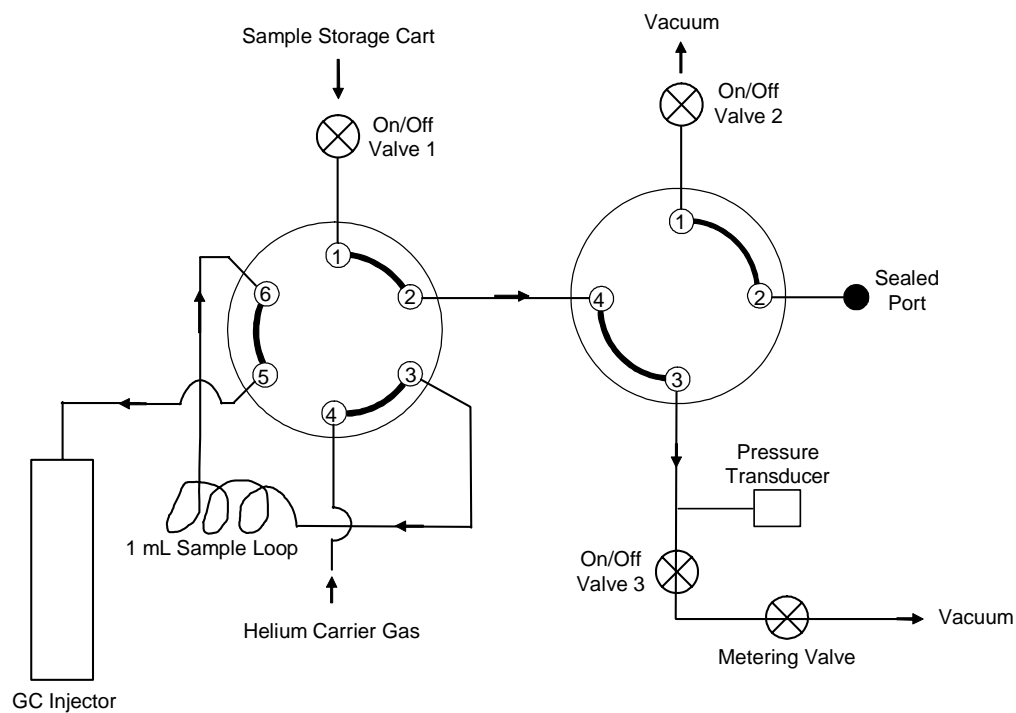 Sample Storage Cart
Vacuum
On/Off
Valve 1
On/Off
Valve 2
1
2
3
4
5
6
1
2
3
4
Sealed
Port
Pressure
Transducer
1 mL Sample Loop
On/Off
Valve 3
Helium Carrier Gas
Vacuum
Metering Valve
GC Injector